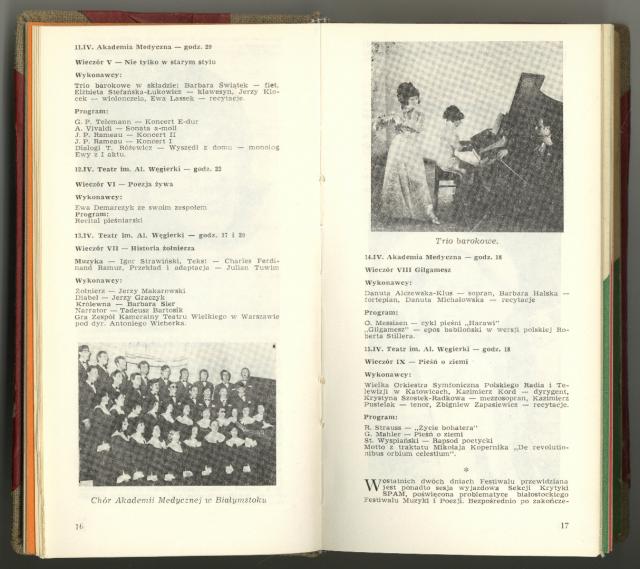 11.IV. Akademia Medyczna — godz. 20
Wieczór V — Nie tylko w starym stylu
Wykonawcy:
Trio barokowe w składzie: Barbara Świątek — flet,
Elżbieta Stefańska-Łukowicz — klawesyn, Jerzy Klo-
cek — wiolonczela, Ewa Lassek — recytacje.
Program:
G. P. Telemann — Koncert E-dur
A. Vivaldi — Sonata a-moll
J. P. Rameau — Koncert II
J. P. Rameau — Koncert I
Dialogi T. Różewicz — Wyszedł z domu — monolog
Ewy z I aktu.
12.IV. Teatr im. Al. Węgierki — godz. 22
Wieczór VI — Poezja żywa
Wykonawcy:
Ewa Demarczyk ze swoim zespołem
Program:
Recital pieśniarski
13.IV. Teatr im. Al. Węgierki — godz. 17 i 20
Wieczór VII — Historia żołnierza
Muzyka — Igor Strawiński, Tekst — Charles Ferdi-
nand Ramuz, Przekład i adaptacja — Julian Tuwim
Wykonawcy:
Żołnierz — Jerzy Makarowski
Diabeł — Jerzy Graczyk
Królewna — Barbara Sier
Narrator — Tadeusz Bartosik
Gra Zespół Kameralny Teatru Wielkiego w Warszawie
pod dyr. Antoniego Wicherka.
Chór Akademii Medycznej w Białymstoku
16
Trio barokowe.
14.IV. Akademia Medyczna — godz. 18
Wieczór VIII Gilgamesz
Wykonawcy:
Danuta Alczewska-Klus — sopran, Barbara Halska —
fortepian, Danuta Michałowska — recytacje
Program:
O. Messiaen — cykl pieśni „Harawi”
„Gilgamesz” — epos babiloński w wersji polskiej Ro-
berta Stillera.
15.IV. Teatr im. Al. Węgierki — godz. 18
Wieczór IX — Pieśń o ziemi
Wykonawcy:
Wielka Orkiestra Symfoniczna Polskiego Radia i Te-
lewizji w Katowicach, Kazimierz Kord — dyrygent,
Krystyna Szostek-Radkowa — mezzosopran, Kazimierz
Pustelak — tenor, Zbigniew Zapasiewicz — recytacje.
Program:
R. Strauss — „Życie bohatera”
G. Mahler — Pieśń o ziemi
St. Wyspiański — Rapsod poetycki
Motto z traktatu Mikołaja Kopernika „De revolutio-
nibus orbium celestium”.
*
W ostatnich dwóch dniach Festiwalu przewidziana
jest ponadto sesja wyjazdowa Sekcji Krytyki
SPAM, poświęcona problematyce białostockiego
Festiwalu Muzyki i Poezji. Bezpośrednio po zakończe-
17